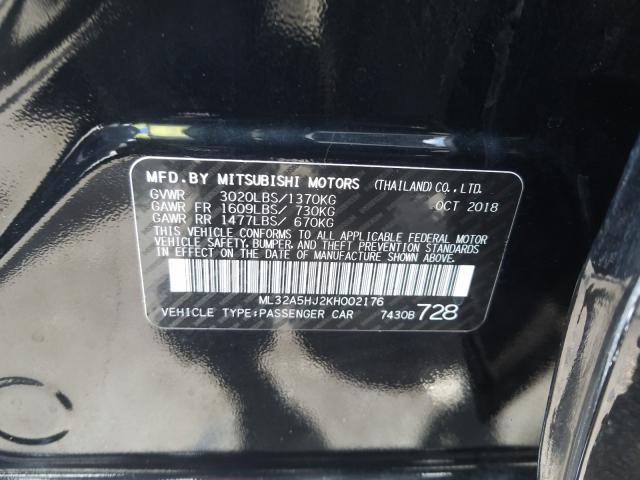 MFD.BY MITSUBISHI MOTORS (THAILAND)CO.,LTD.
GVWR 3020LBS/1370KG OCT 2018
GAWR FR 1609LBS/ 730KG
GAWR RR 1477LBS/ 670KG
THIS VEHICLE CONFORMS TO ALL APPLICABLE FEDERAL MOTOR
VEHICLE SAFETY, BUMPER, AND THEFT PREVENTION STANDARDS
IN EFFECT ON THE DATE OF MANUFACTURE SHOWN ABOVE.
ML32A5HJ2KH002176
VEHICLE TYPE:PASSENGER CAR 7430B 728